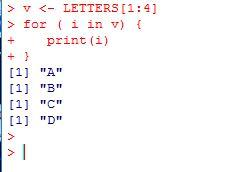 > v <- LETTERS[1:4]
> for ( i in v) {
+    print(i)
+ }
[1] "A"
[1] "B"
[1] "C"
[1] "D"
>
>